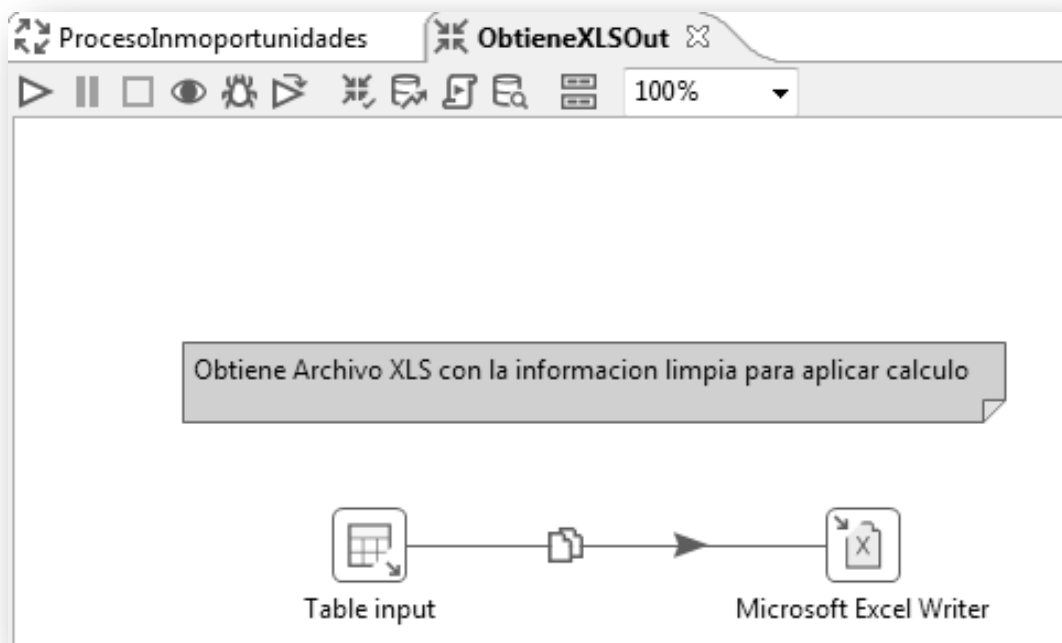 ProcesoInmoportunidades
ObtieneXLSOut
100%
Obtiene Archivo XLS con la informacion limpia para aplicar calculo
Table input
Microsoft Excel Writer